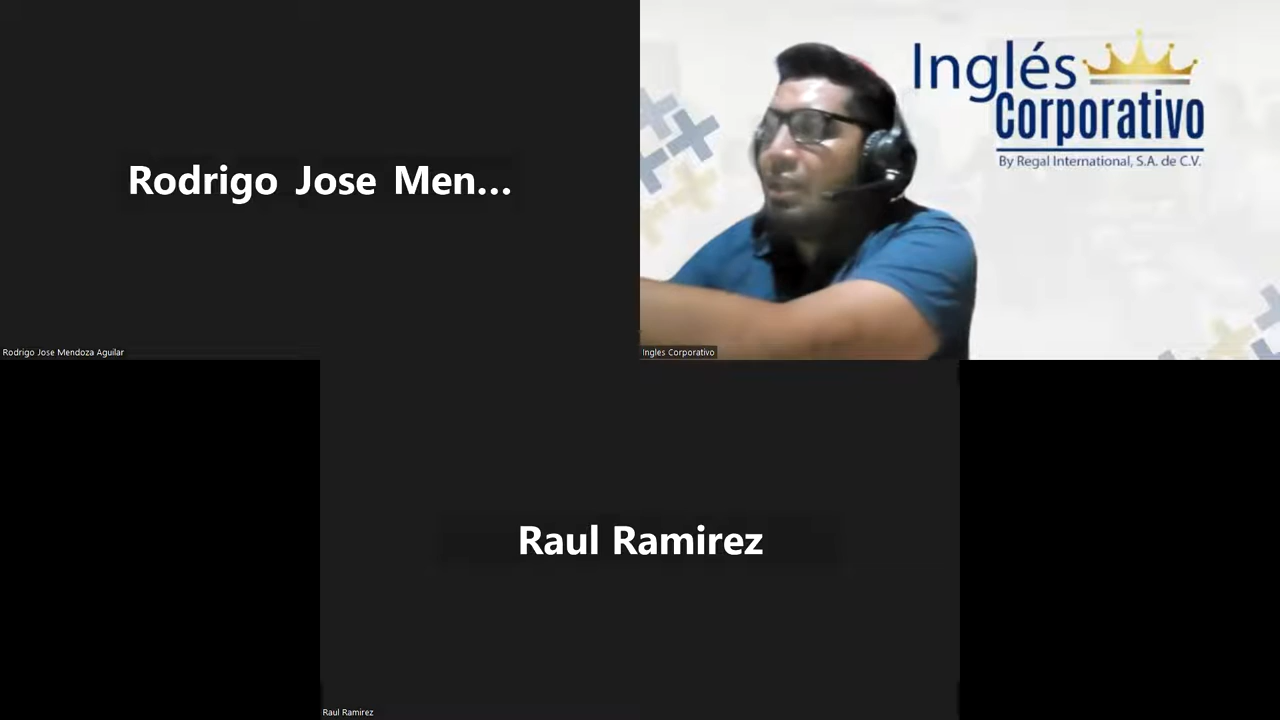 Rodrigo Jose Men...
Rodrigo Jose Mendoza Aguilar
Inglés
Corporativo
By Regal International, S.A. de C.V.
Ingles Corporativo
Raul Ramirez
Raul Ramirez